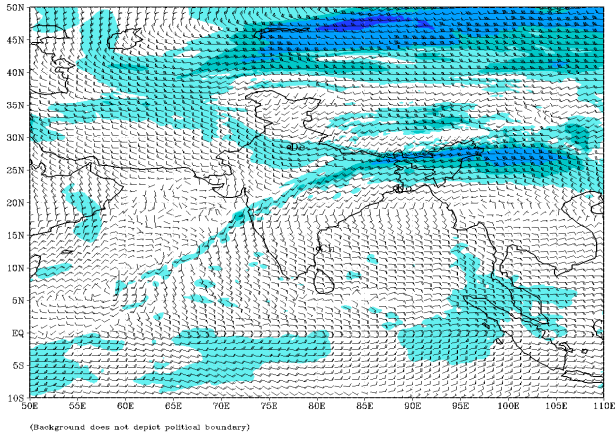 50N
45N
40N
35N
30N
25N
20N
15N
10N
5N
EQ
5S
10S
50E 55E 60E 65E 70E 75E 80E 85E 90E 95E 100E 105E 110E
(Background does not depict political boundary)